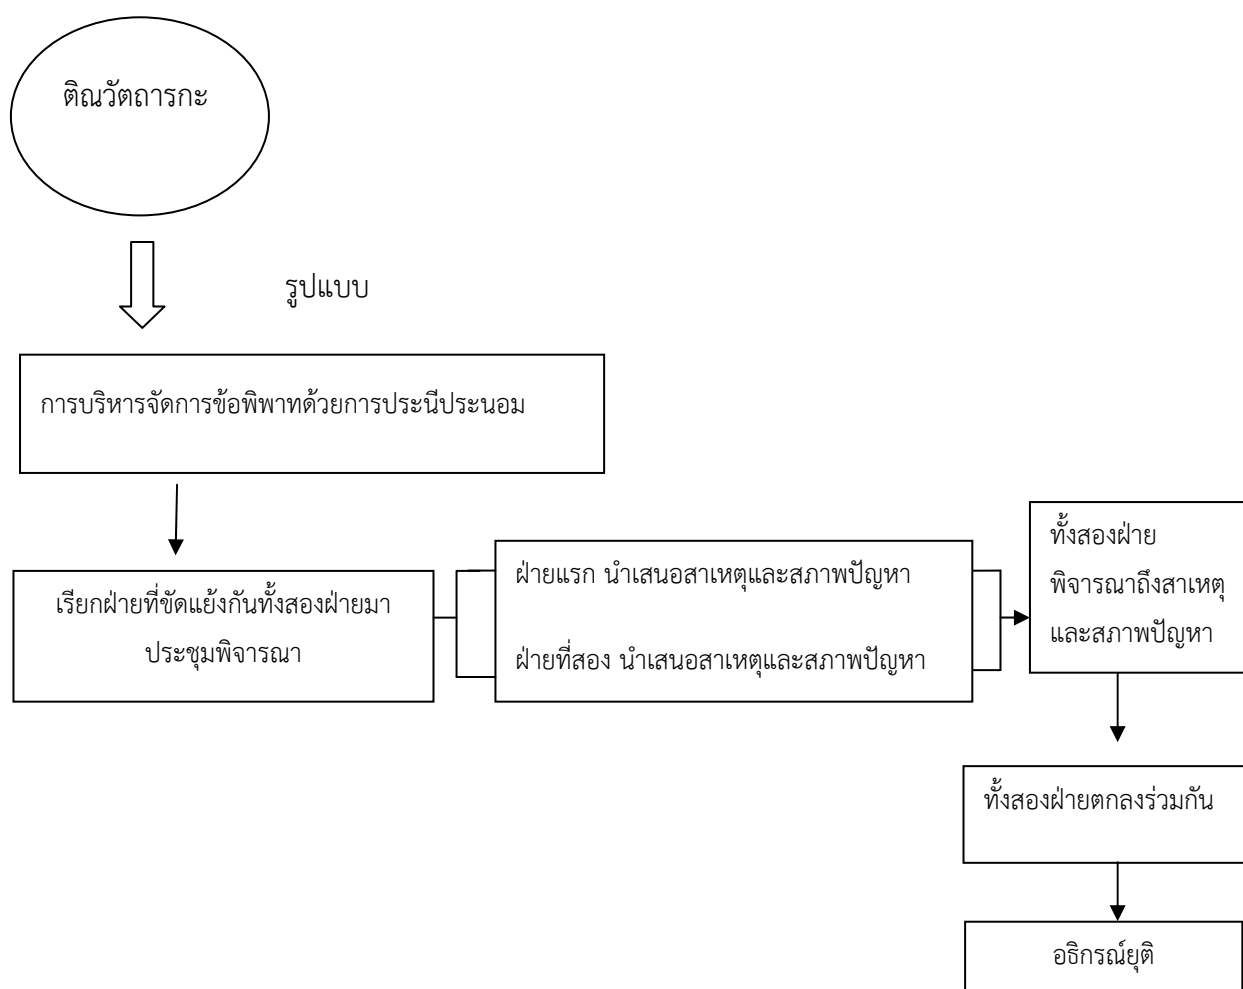 ติณวัตถารกะ
รูปแบบ
การบริหารจัดการข้อพิพาทด้วยการประนีประนอม
เรียกฝ่ายที่ขัดแย้งกันทั้งสองฝ่ายมา
ประชุมพิจารณา
ฝ่ายแรก นำเสนอสาเหตุและสภาพปัญหา
ฝ่ายที่สอง นำเสนอสาเหตุและสภาพปัญหา
ทั้งสองฝ่าย
พิจารณาถึงสาเหตุ
และสภาพปัญหา
ทั้งสองฝ่ายตกลงร่วมกัน
อธิกรณ์ยุติ